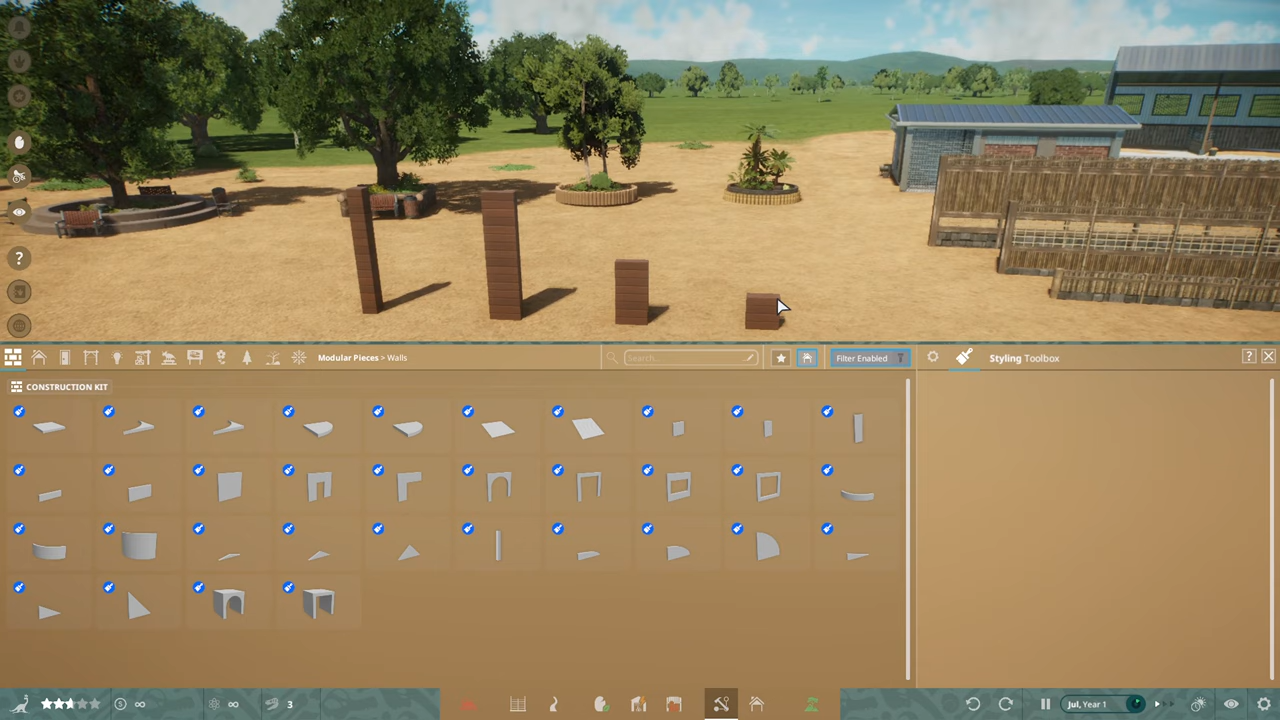 Modular Pieces > Walls
Search...
Filter Enabled
Styling Toolbox
?
CONSTRUCTION KIT
?
∞
∞
3
Jul, Year 1